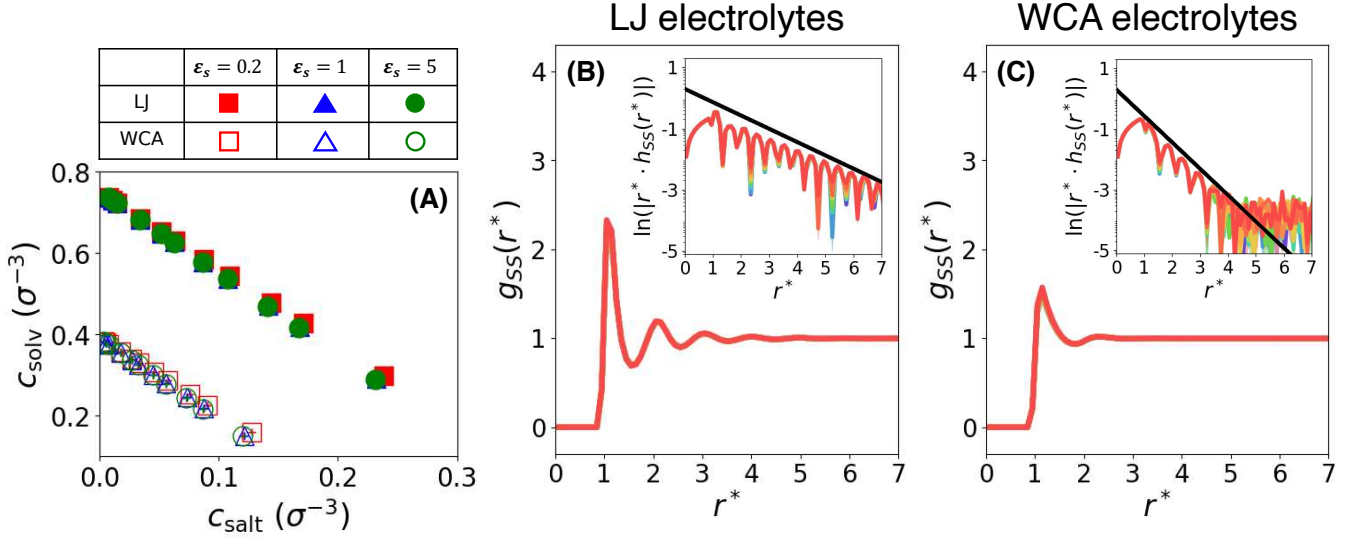 LJ electrolytes
WCA electrolytes
εₛ = 0.2 εₛ = 1 εₛ = 5
LJ
WCA
(A)
0.8
0.6
0.4
0.2
c_solv (σ⁻³)
0.0 0.1 0.2 0.3
c_salt (σ⁻³)
(B)
4
3
2
1
0
g_SS(r*)
0 1 2 3 4 5 6 7
r*
1
-1
-3
-5
ln(|r* · h_SS(r*)|)
0 1 2 3 4 5 6 7
r*
(C)
4
3
2
1
0
g_SS(r*)
0 1 2 3 4 5 6 7
r*
1
-1
-3
-5
ln(|r* · h_SS(r*)|)
0 1 2 3 4 5 6 7
r*